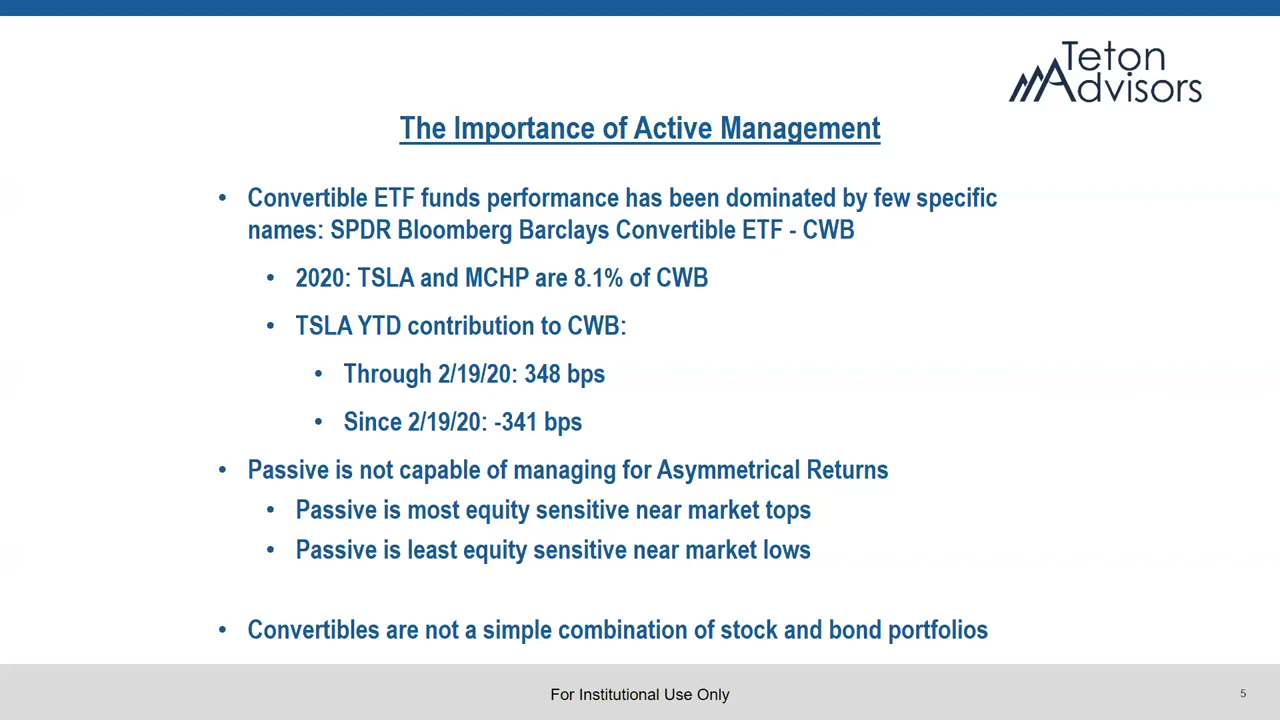 Teton
Advisors
The Importance of Active Management
• Convertible ETF funds performance has been dominated by few specific
names: SPDR Bloomberg Barclays Convertible ETF - CWB
• 2020: TSLA and MCHP are 8.1% of CWB
• TSLA YTD contribution to CWB:
• Through 2/19/20: 348 bps
• Since 2/19/20: -341 bps
• Passive is not capable of managing for Asymmetrical Returns
• Passive is most equity sensitive near market tops
• Passive is least equity sensitive near market lows
• Convertibles are not a simple combination of stock and bond portfolios
For Institutional Use Only
5